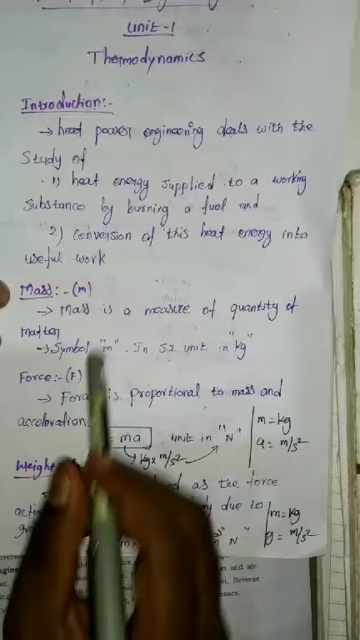 Unit-1
Thermodynamics
Introduction:-
→ heat power engineering deals with the
Study of
1) heat energy supplied to a working
Substance by burning a fuel and
2) conversion of this heat energy into
useful work
Mass:-(m)
→ Mass is a measure of quantity of
matter
→ Symbol "m". In SI unit in "kg"
Force:-(F)
→ is proportional to mass and
acceleration
ma unit in "N" m = kg
kg x m/s² a = m/s²
Weight
as the force
due to m = kg
N" g = m/s²